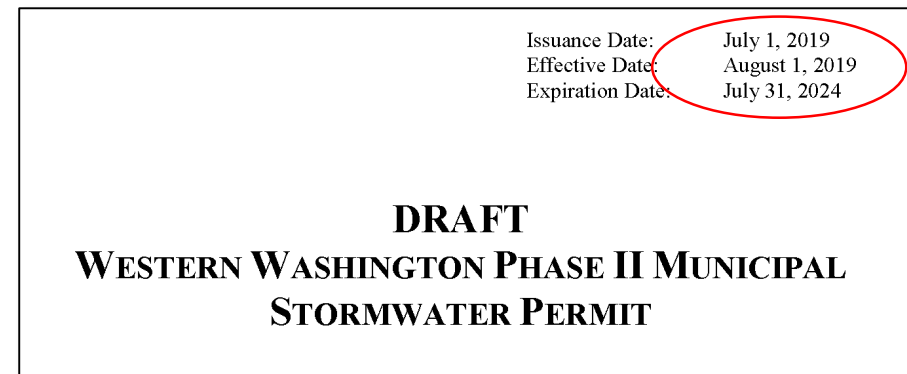 Issuance Date: July 1, 2019
Effective Date: August 1, 2019
Expiration Date: July 31, 2024
DRAFT
WESTERN WASHINGTON PHASE II MUNICIPAL
STORMWATER PERMIT